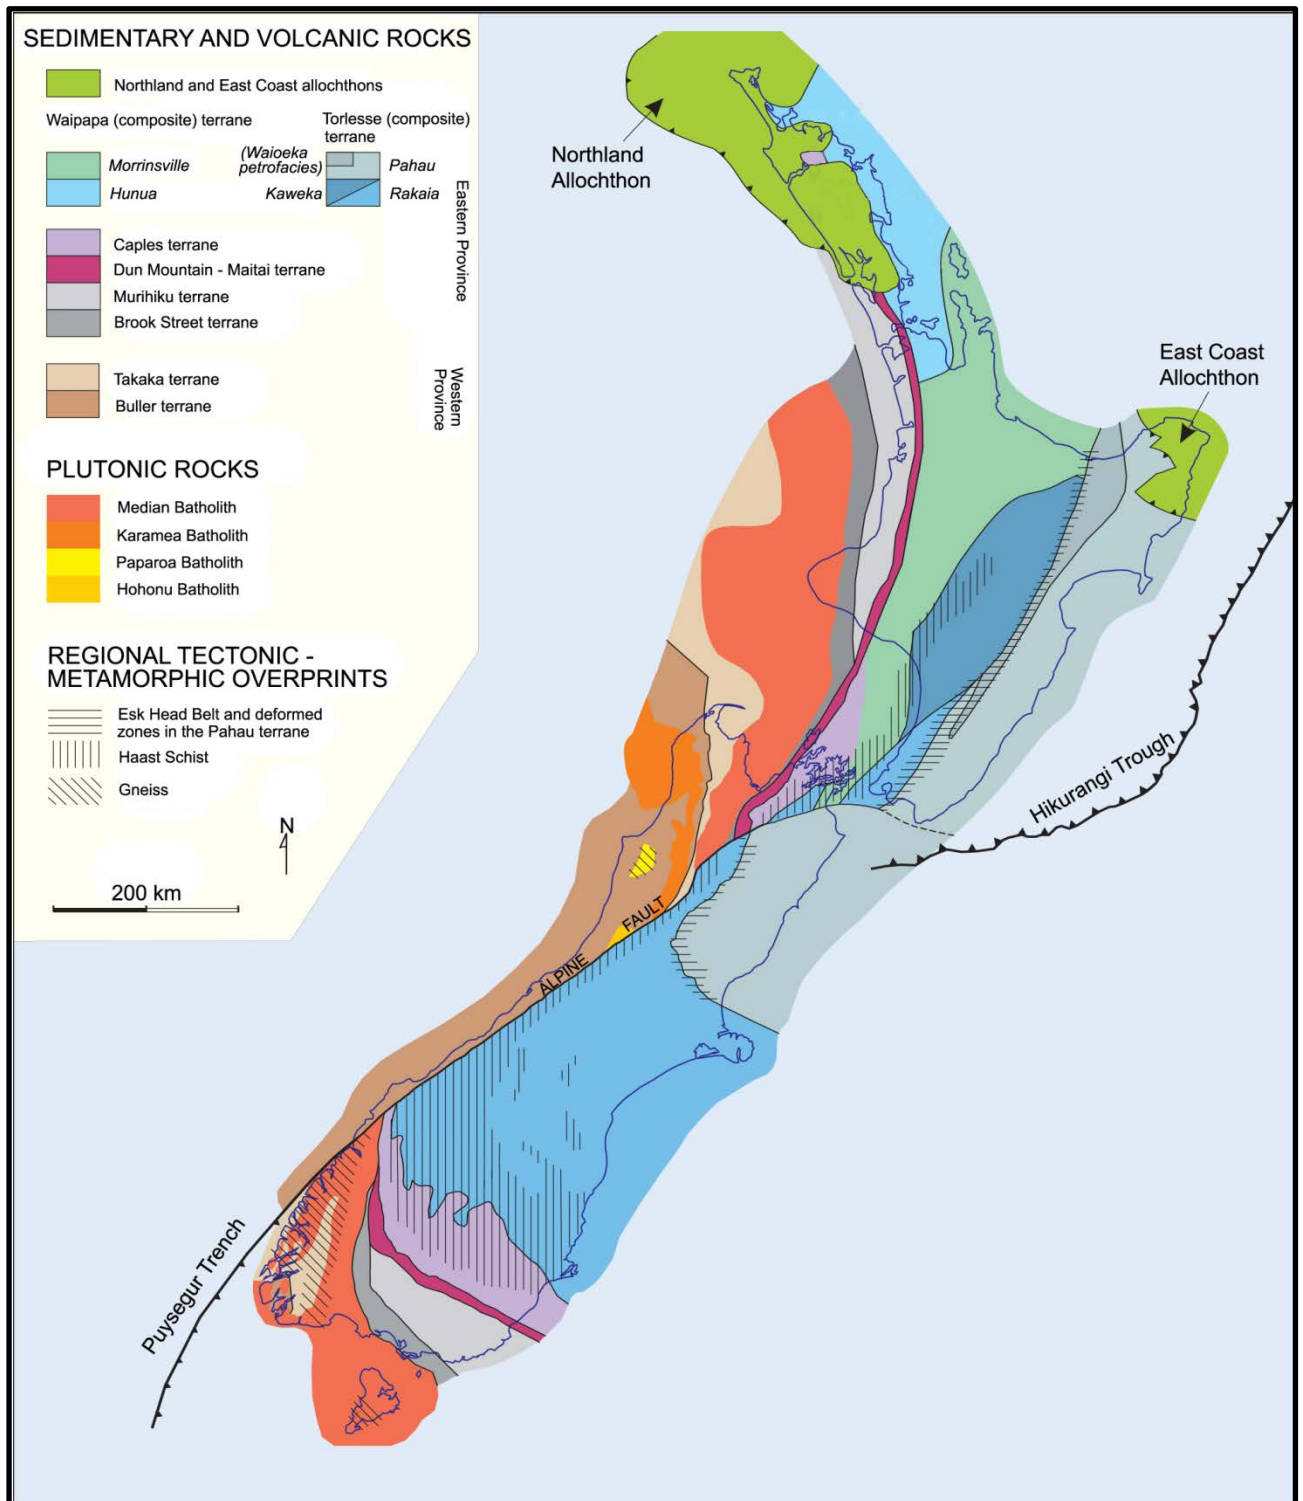 SEDIMENTARY AND VOLCANIC ROCKS
Northland and East Coast allochthons
Waipapa (composite) terrane
Torlesse (composite)
terrane
Morrinsville
(Waioeka
petrofacies)
Pahau
Hunua
Kaweka
Rakaia
Eastern Province
Caples terrane
Dun Mountain - Maitai terrane
Murihiku terrane
Brook Street terrane
Takaka terrane
Buller terrane
Western
Province
PLUTONIC ROCKS
Median Batholith
Karamea Batholith
Paparoa Batholith
Hohonu Batholith
REGIONAL TECTONIC -
METAMORPHIC OVERPRINTS
Esk Head Belt and deformed
zones in the Pahau terrane
Haast Schist
Gneiss
N
200 km
Northland
Allochthon
East Coast
Allochthon
Hikurangi Trough
ALPINE FAULT
Puysegur Trench